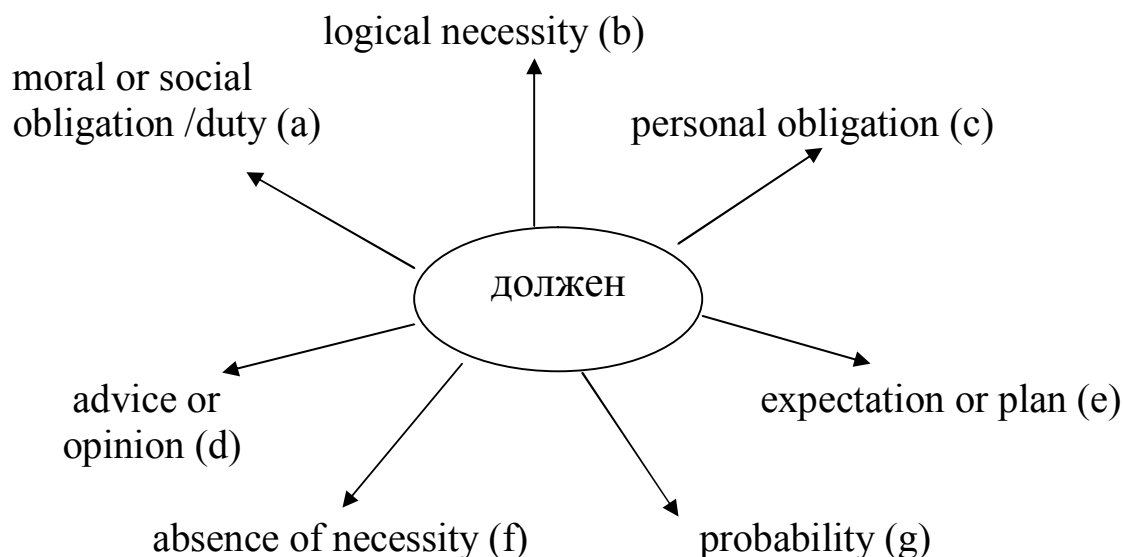 logical necessity (b)
moral or social
obligation /duty (a)
personal obligation (c)
должен
advice or
opinion (d)
expectation or plan (e)
absence of necessity (f)
probability (g)